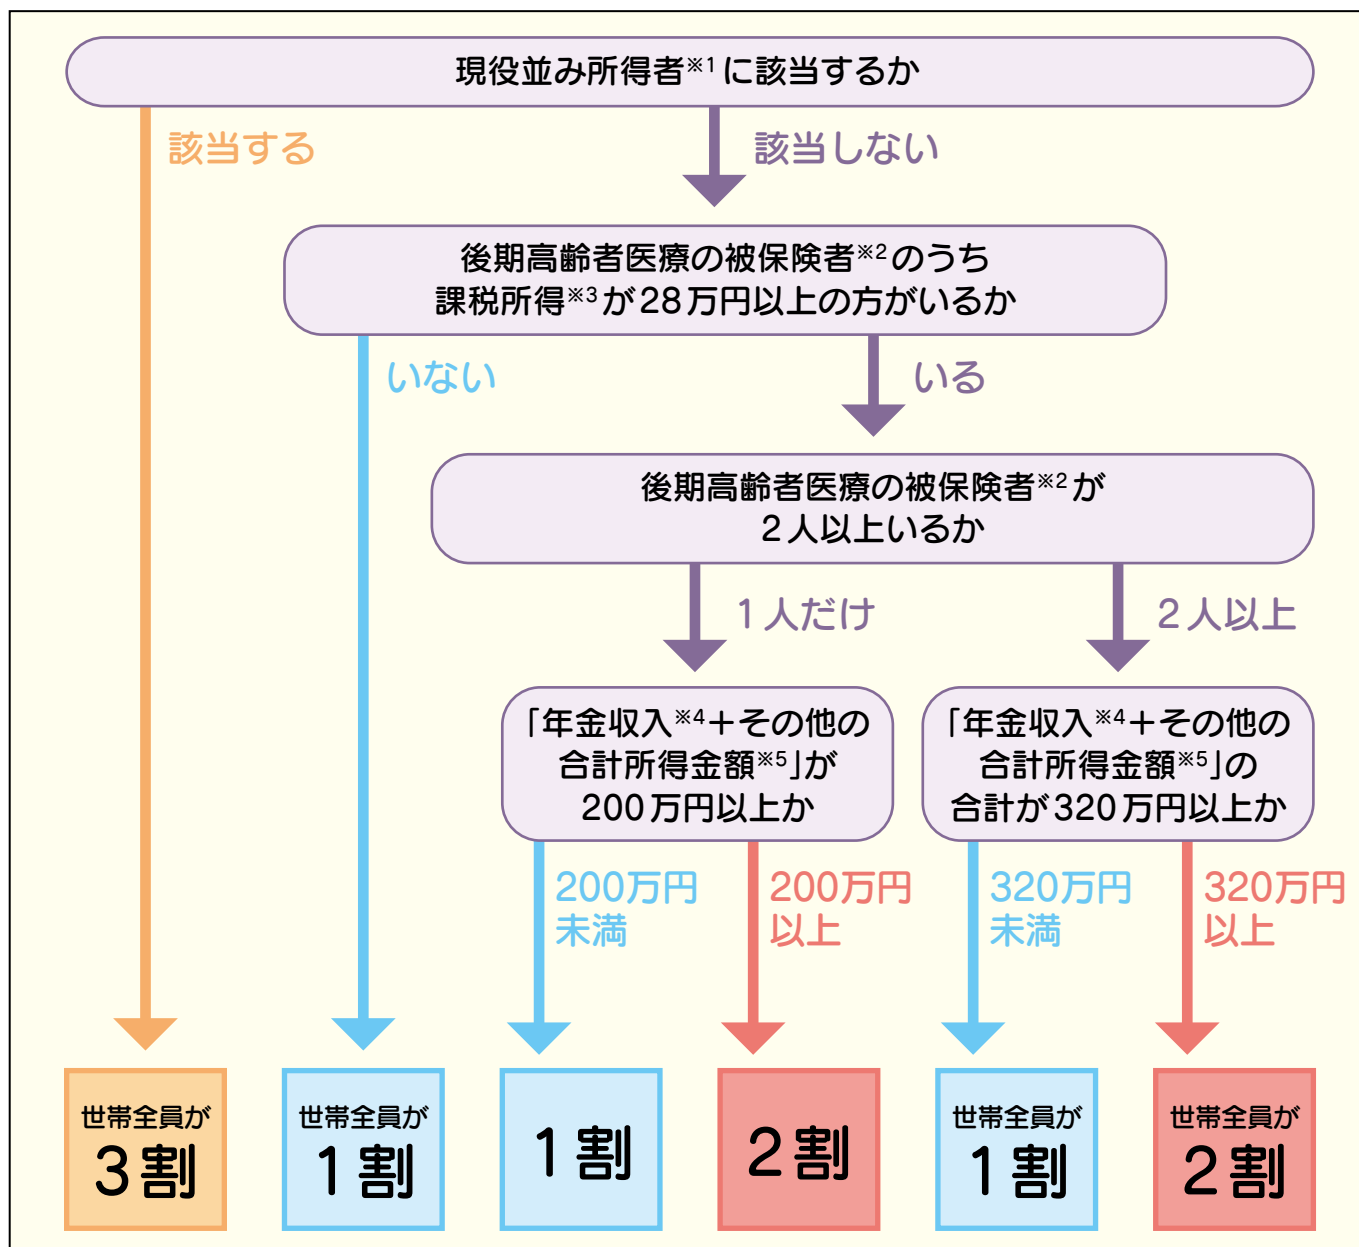 現役並み所得者※1に該当するか
該当する
該当しない
後期高齢者医療の被保険者※2のうち
課税所得※3が28万円以上の方がいるか
いない
いる
後期高齢者医療の被保険者※2が
2人以上いるか
1人だけ
2人以上
「年金収入※4＋その他の
合計所得金額※5」が
200万円以上か
「年金収入※4＋その他の
合計所得金額※5」の
合計が320万円以上か
200万円
未満
200万円
以上
320万円
未満
320万円
以上
世帯全員が
3割
世帯全員が
1割
1割
2割
世帯全員が
1割
世帯全員が
2割